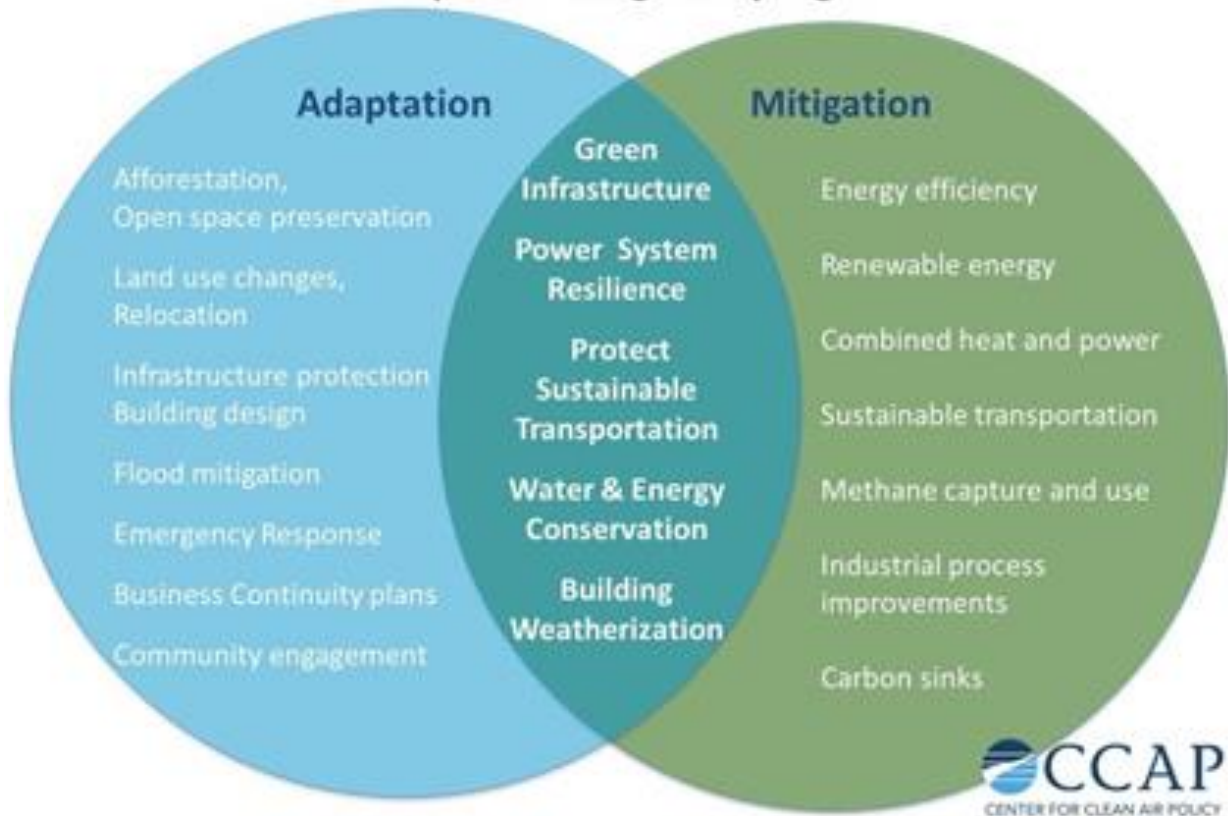 Adaptation
Afforestation,
Open space preservation
Land use changes,
Relocation
Infrastructure protection
Building design
Flood mitigation
Emergency Response
Business Continuity plans
Community engagement
Green
Infrastructure
Power System
Resilience
Protect
Sustainable
Transportation
Water & Energy
Conservation
Building
Weatherization
Mitigation
Energy efficiency
Renewable energy
Combined heat and power
Sustainable transportation
Methane capture and use
Industrial process
improvements
Carbon sinks
CCAP
CENTER FOR CLEAN AIR POLICY